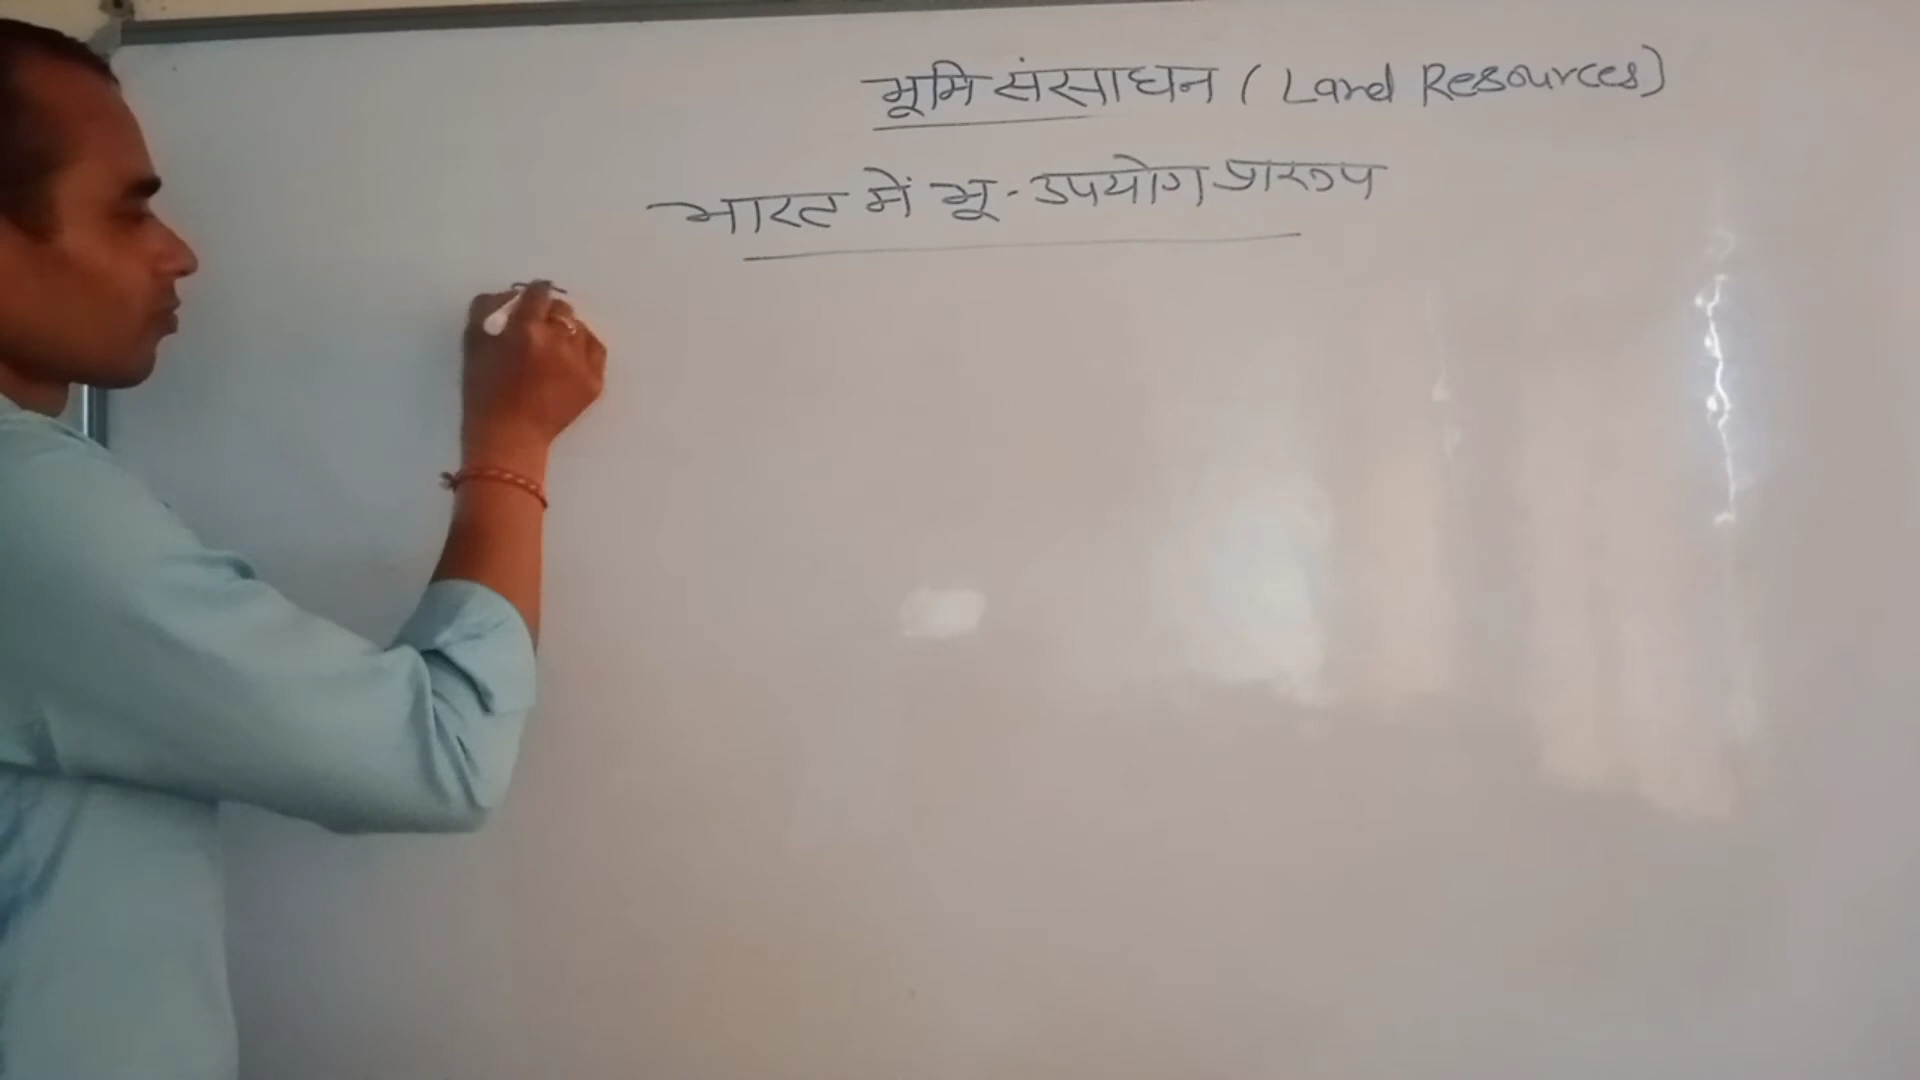 भूमि संसाधन ( Land Resources)
भारत में भू-उपयोग प्रारूप